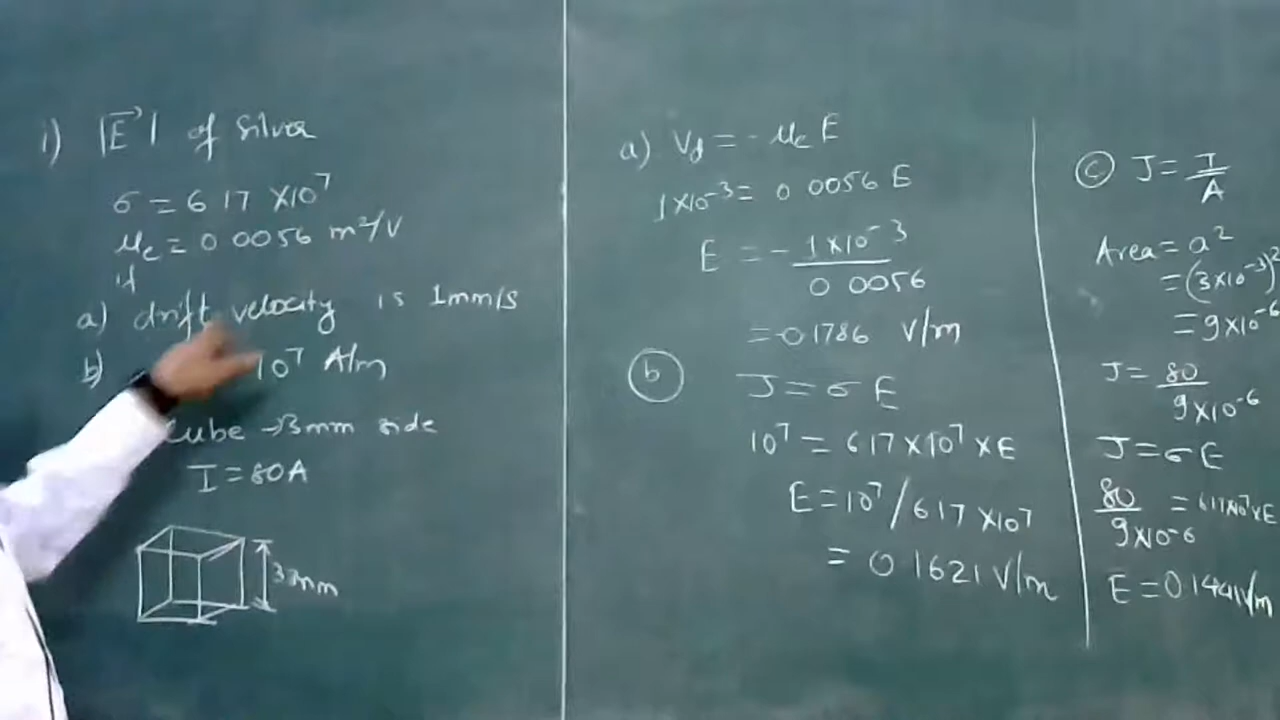 1) |E⃗| of Silver
σ = 6 17 ×10⁷
μₑ = 0 0056 m²/V
if
a) drift velocity is 1mm/s
b) 10⁷ A/m
cube → 3mm side
I = 80A
3 mm
a) V_d = - μₑ E
1×10⁻³ = 0 0056 E
E = - 1×10⁻³ / 0 0056
= -0 1786 V/m
b
J = σ E
10⁷ = 6 17 × 10⁷ × E
E = 10⁷ / 6 17 ×10⁷
= 0 1621 V/m
c J = I / A
Area = a²
= (3×10⁻³)²
= 9×10⁻⁶
J = 80 / 9×10⁻⁶
J = σ E
80 / 9×10⁻⁶ = 6 17×10⁷×E
E = 0 1441 V/m